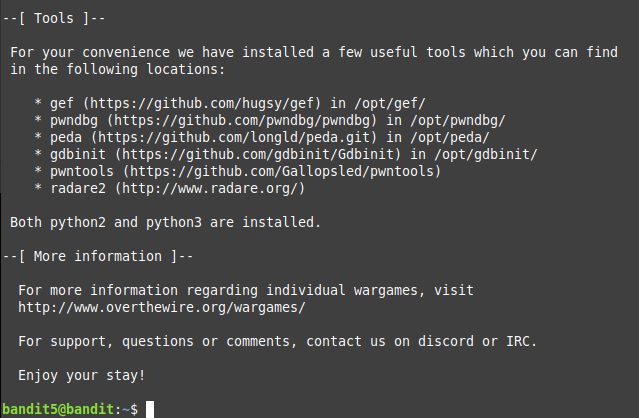 --[ Tools ]--
For your convenience we have installed a few useful tools which you can find
in the following locations:
* gef (https://github.com/hugsy/gef) in /opt/gef/
* pwndbg (https://github.com/pwndbg/pwndbg) in /opt/pwndbg/
* peda (https://github.com/longld/peda.git) in /opt/peda/
* gdbinit (https://github.com/gdbinit/Gdbinit) in /opt/gdbinit/
* pwntools (https://github.com/Gallopsled/pwntools)
* radare2 (http://www.radare.org/)
Both python2 and python3 are installed.
--[ More information ]--
For more information regarding individual wargames, visit
http://www.overthewire.org/wargames/
For support, questions or comments, contact us on discord or IRC.
Enjoy your stay!
bandit5@bandit:~$